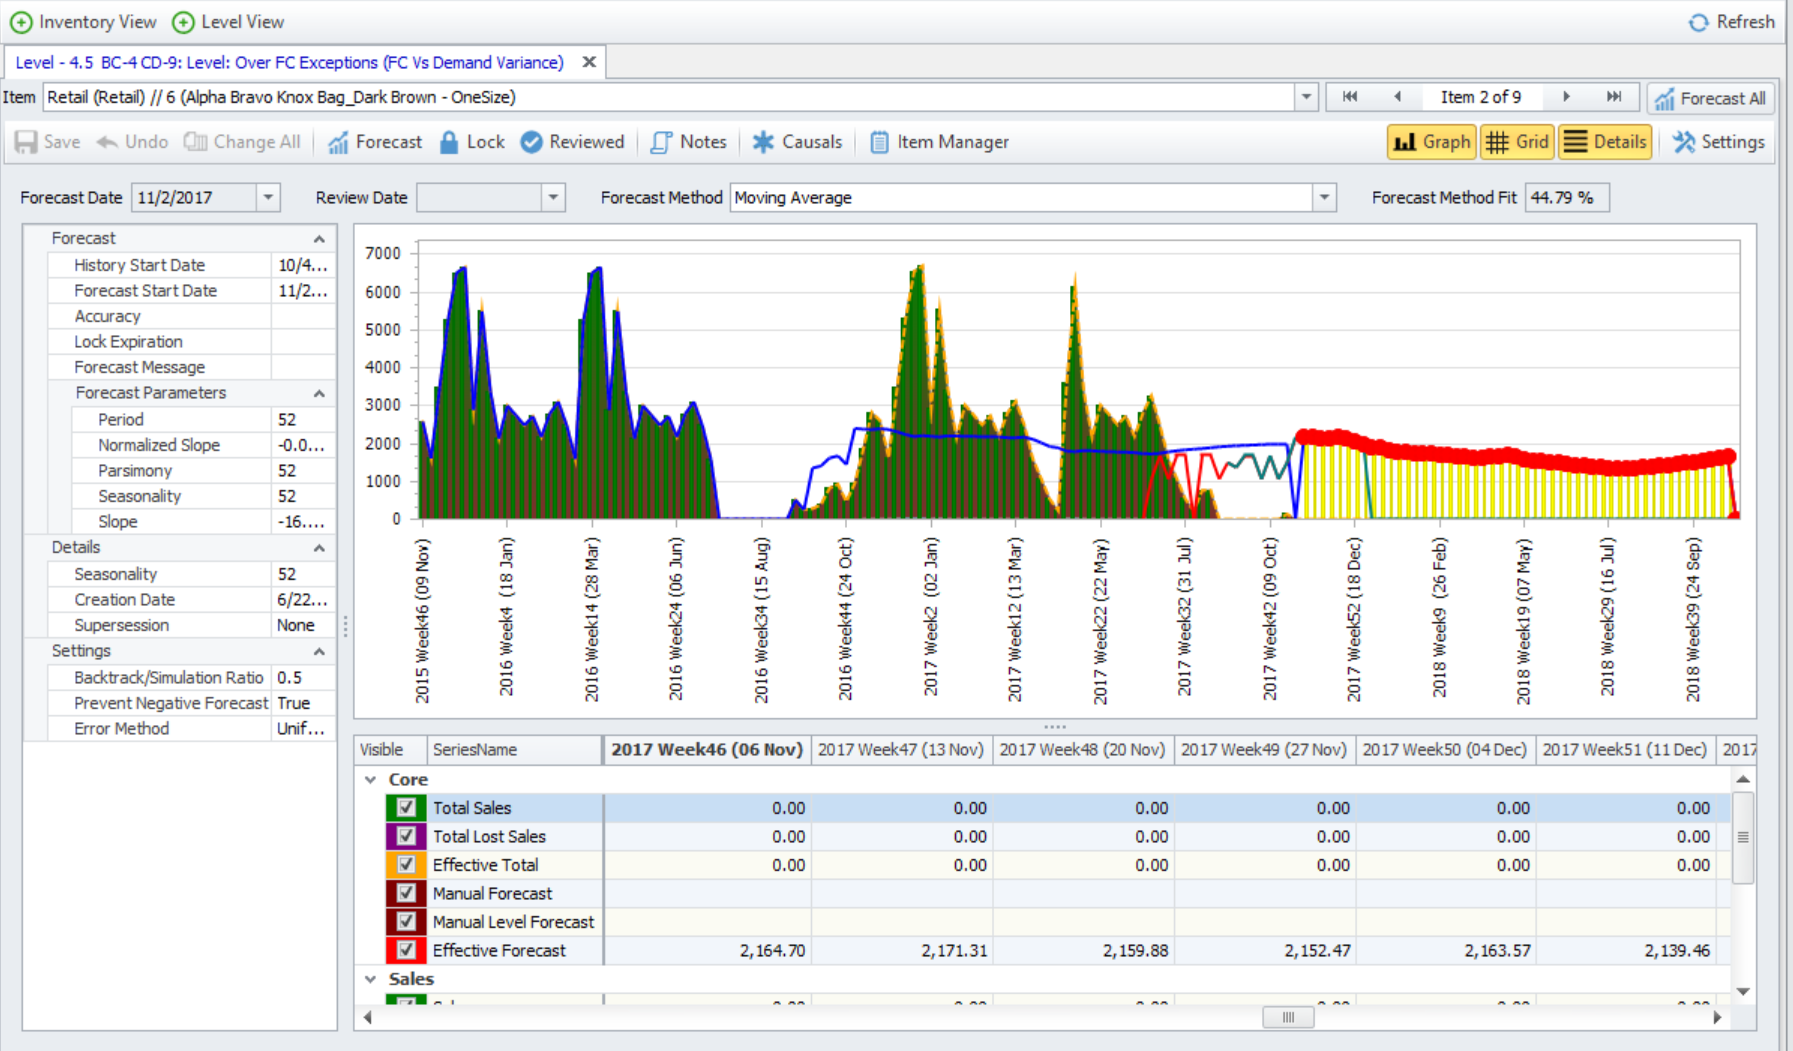 Inventory View Level View Refresh
Level - 4.5 BC-4 CD-9: Level: Over FC Exceptions (FC Vs Demand Variance)
Item Retail (Retail) // 6 (Alpha Bravo Knox Bag_Dark Brown - OneSize) Item 2 of 9 Forecast All
Save Undo Change All Forecast Lock Reviewed Notes Causals Item Manager Graph Grid Details Settings
Forecast Date 11/2/2017 Review Date Forecast Method Moving Average Forecast Method Fit 44.79 %
Forecast
History Start Date 10/4...
Forecast Start Date 11/2...
Accuracy
Lock Expiration
Forecast Message
Forecast Parameters
Period 52
Normalized Slope -0.0...
Parsimony 52
Seasonality 52
Slope -16....
Details
Seasonality 52
Creation Date 6/22...
Supersession None
Settings
Backtrack/Simulation Ratio 0.5
Prevent Negative Forecast True
Error Method Unif...
7000
6000
5000
4000
3000
2000
1000
0
2015 Week46 (09 Nov)
2016 Week4 (18 Jan)
2016 Week14 (28 Mar)
2016 Week24 (06 Jun)
2016 Week34 (15 Aug)
2016 Week44 (24 Oct)
2017 Week2 (02 Jan)
2017 Week12 (13 Mar)
2017 Week22 (22 May)
2017 Week32 (31 Jul)
2017 Week42 (09 Oct)
2017 Week52 (18 Dec)
2018 Week9 (26 Feb)
2018 Week19 (07 May)
2018 Week29 (16 Jul)
2018 Week39 (24 Sep)
Visible SeriesName 2017 Week46 (06 Nov) 2017 Week47 (13 Nov) 2017 Week48 (20 Nov) 2017 Week49 (27 Nov) 2017 Week50 (04 Dec) 2017 Week51 (11 Dec) 2017
Core
Total Sales 0.00 0.00 0.00 0.00 0.00 0.00
Total Lost Sales 0.00 0.00 0.00 0.00 0.00 0.00
Effective Total 0.00 0.00 0.00 0.00 0.00 0.00
Manual Forecast
Manual Level Forecast
Effective Forecast 2,164.70 2,171.31 2,159.88 2,152.47 2,163.57 2,139.46
Sales